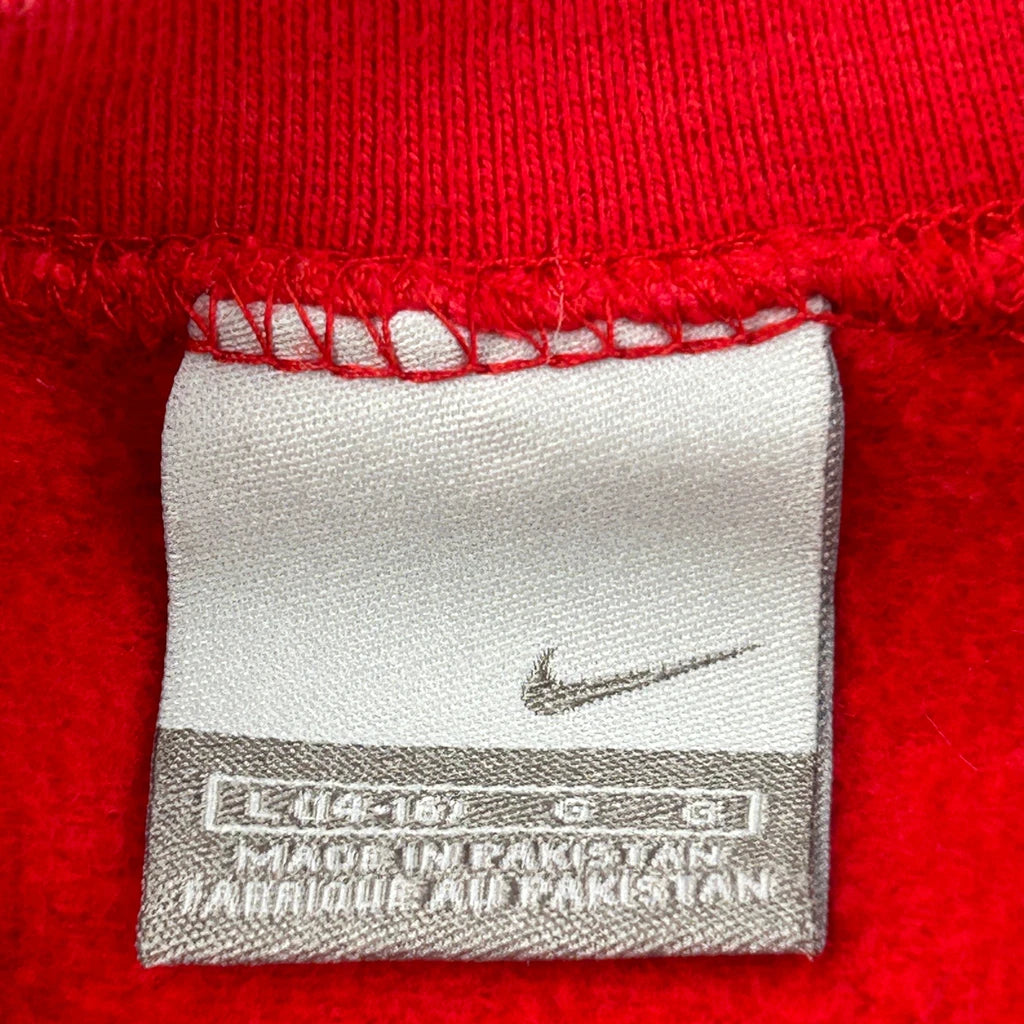 L (14-16) G G
MADE IN PAKISTAN
FABRIQUE AU PAKISTAN